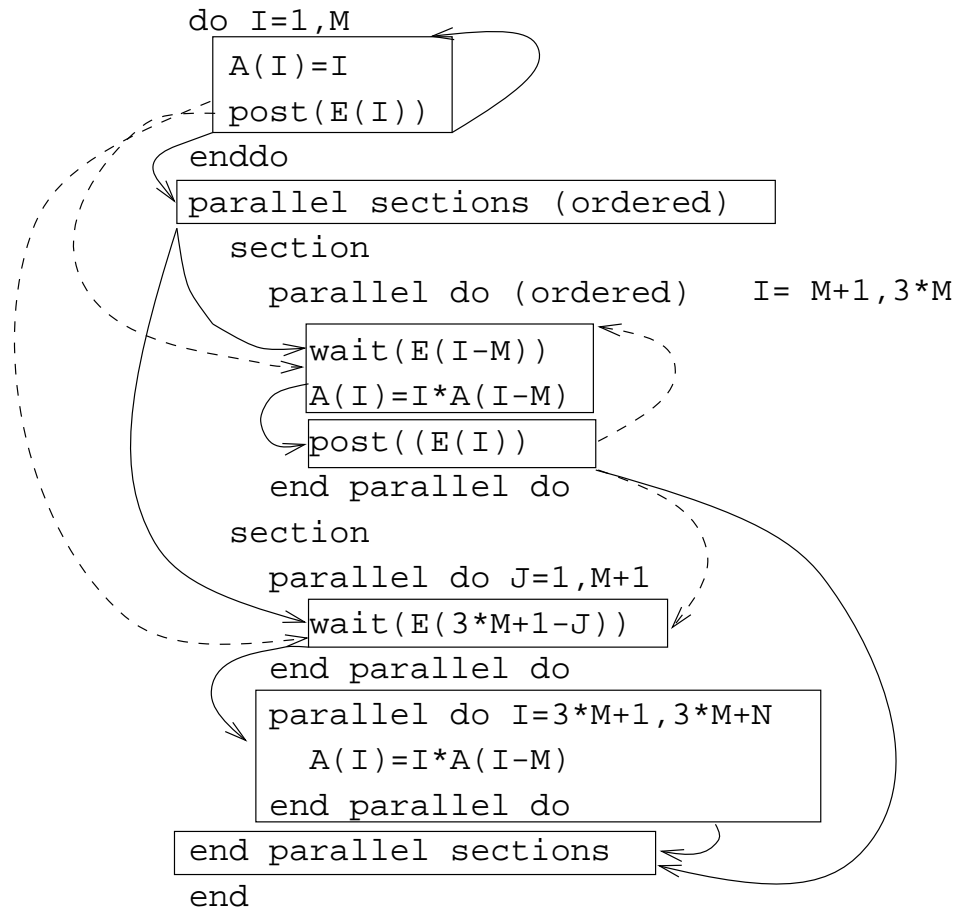 do I=1,M
A(I)=I
post(E(I))
enddo
parallel sections (ordered)
section
parallel do (ordered) I= M+1,3*M
wait(E(I-M))
A(I)=I*A(I-M)
post((E(I))
end parallel do
section
parallel do J=1,M+1
wait(E(3*M+1-J))
end parallel do
parallel do I=3*M+1,3*M+N
A(I)=I*A(I-M)
end parallel do
end parallel sections
end